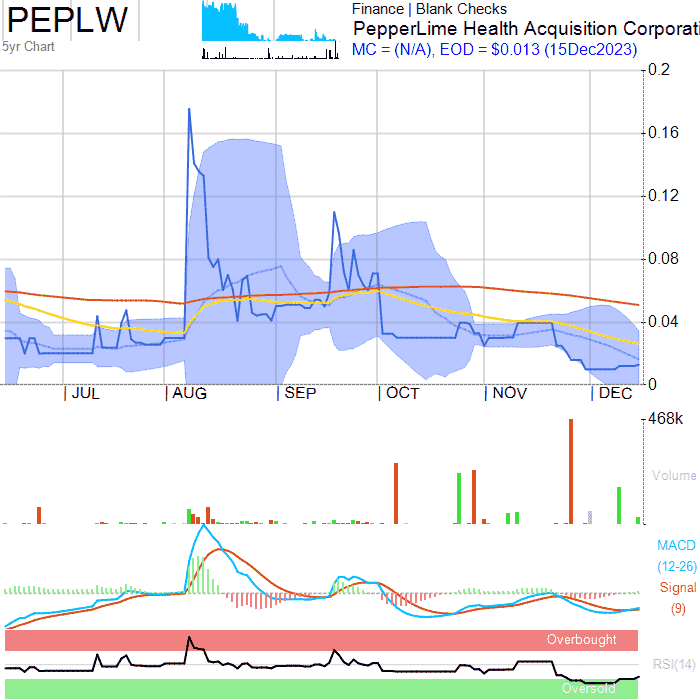 PEPLW
5yr Chart
Finance | Blank Checks
PepperLime Health Acquisition Corporati
MC = (N/A), EOD = $0.013 (15Dec2023)
0.2
0.16
0.12
0.08
0.04
0
JUL AUG SEP OCT NOV DEC
468k
Volume
MACD
(12-26)
Signal
(9)
Overbought
RSI(14)
Oversold